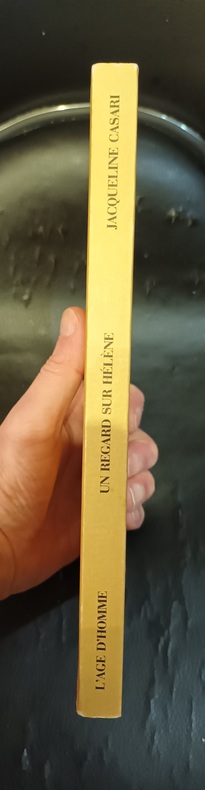 JACQUELINE CASARI
UN REGARD SUR HÉLÈNE
L'AGE D'HOMME